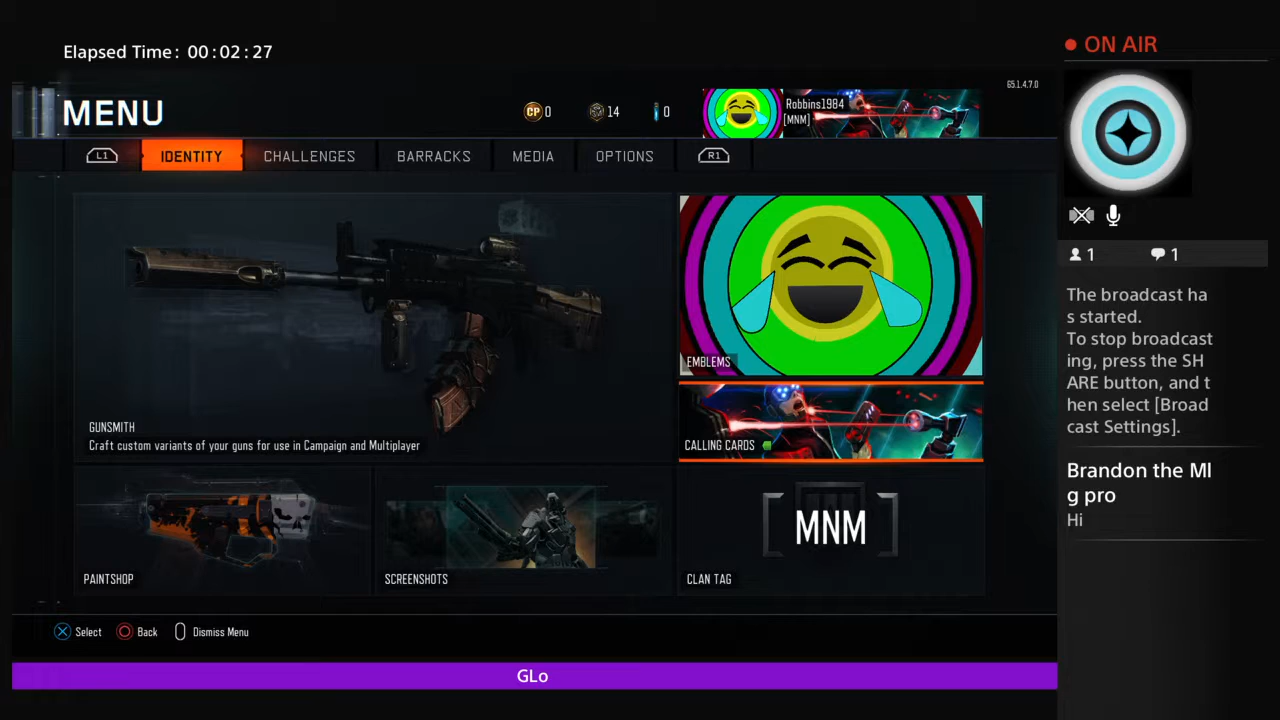 Elapsed Time: 00:02:27
ON AIR
MENU
CP 0
14
0
Robbins1984
[MNM]
65.1.4.7.0
L1
IDENTITY
CHALLENGES
BARRACKS
MEDIA
OPTIONS
R1
1
1
The broadcast ha
s started.
To stop broadcast
ing, press the SH
ARE button, and t
hen select [Broad
cast Settings].
Brandon the MI
g pro
Hi
EMBLEMS
GUNSMITH
Craft custom variants of your guns for use in Campaign and Multiplayer
CALLING CARDS
PAINTSHOP
SCREENSHOTS
MNM
CLAN TAG
Select
Back
Dismiss Menu
GLo